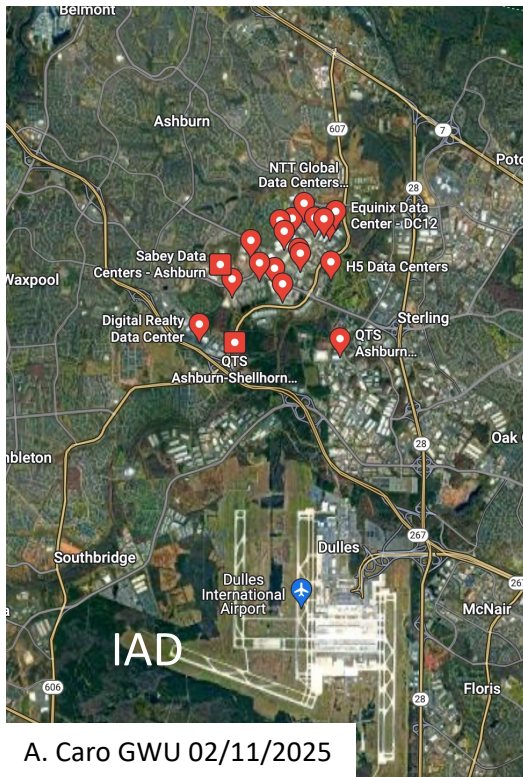 Belmont
Ashburn
607
7
Poto
28
NTT Global
Data Centers...
Equinix Data
Center - DC12
Sabey Data
Centers - Ashburn
H5 Data Centers
Waxpool
Digital Realty
Data Center
Sterling
QTS
Ashburn...
QTS
Ashburn-Shellhorn...
Oak
28
mbleton
267
Dulles
Southbridge
267
Dulles
International
Airport
McNair
IAD
606
28
Floris
A. Caro GWU 02/11/2025